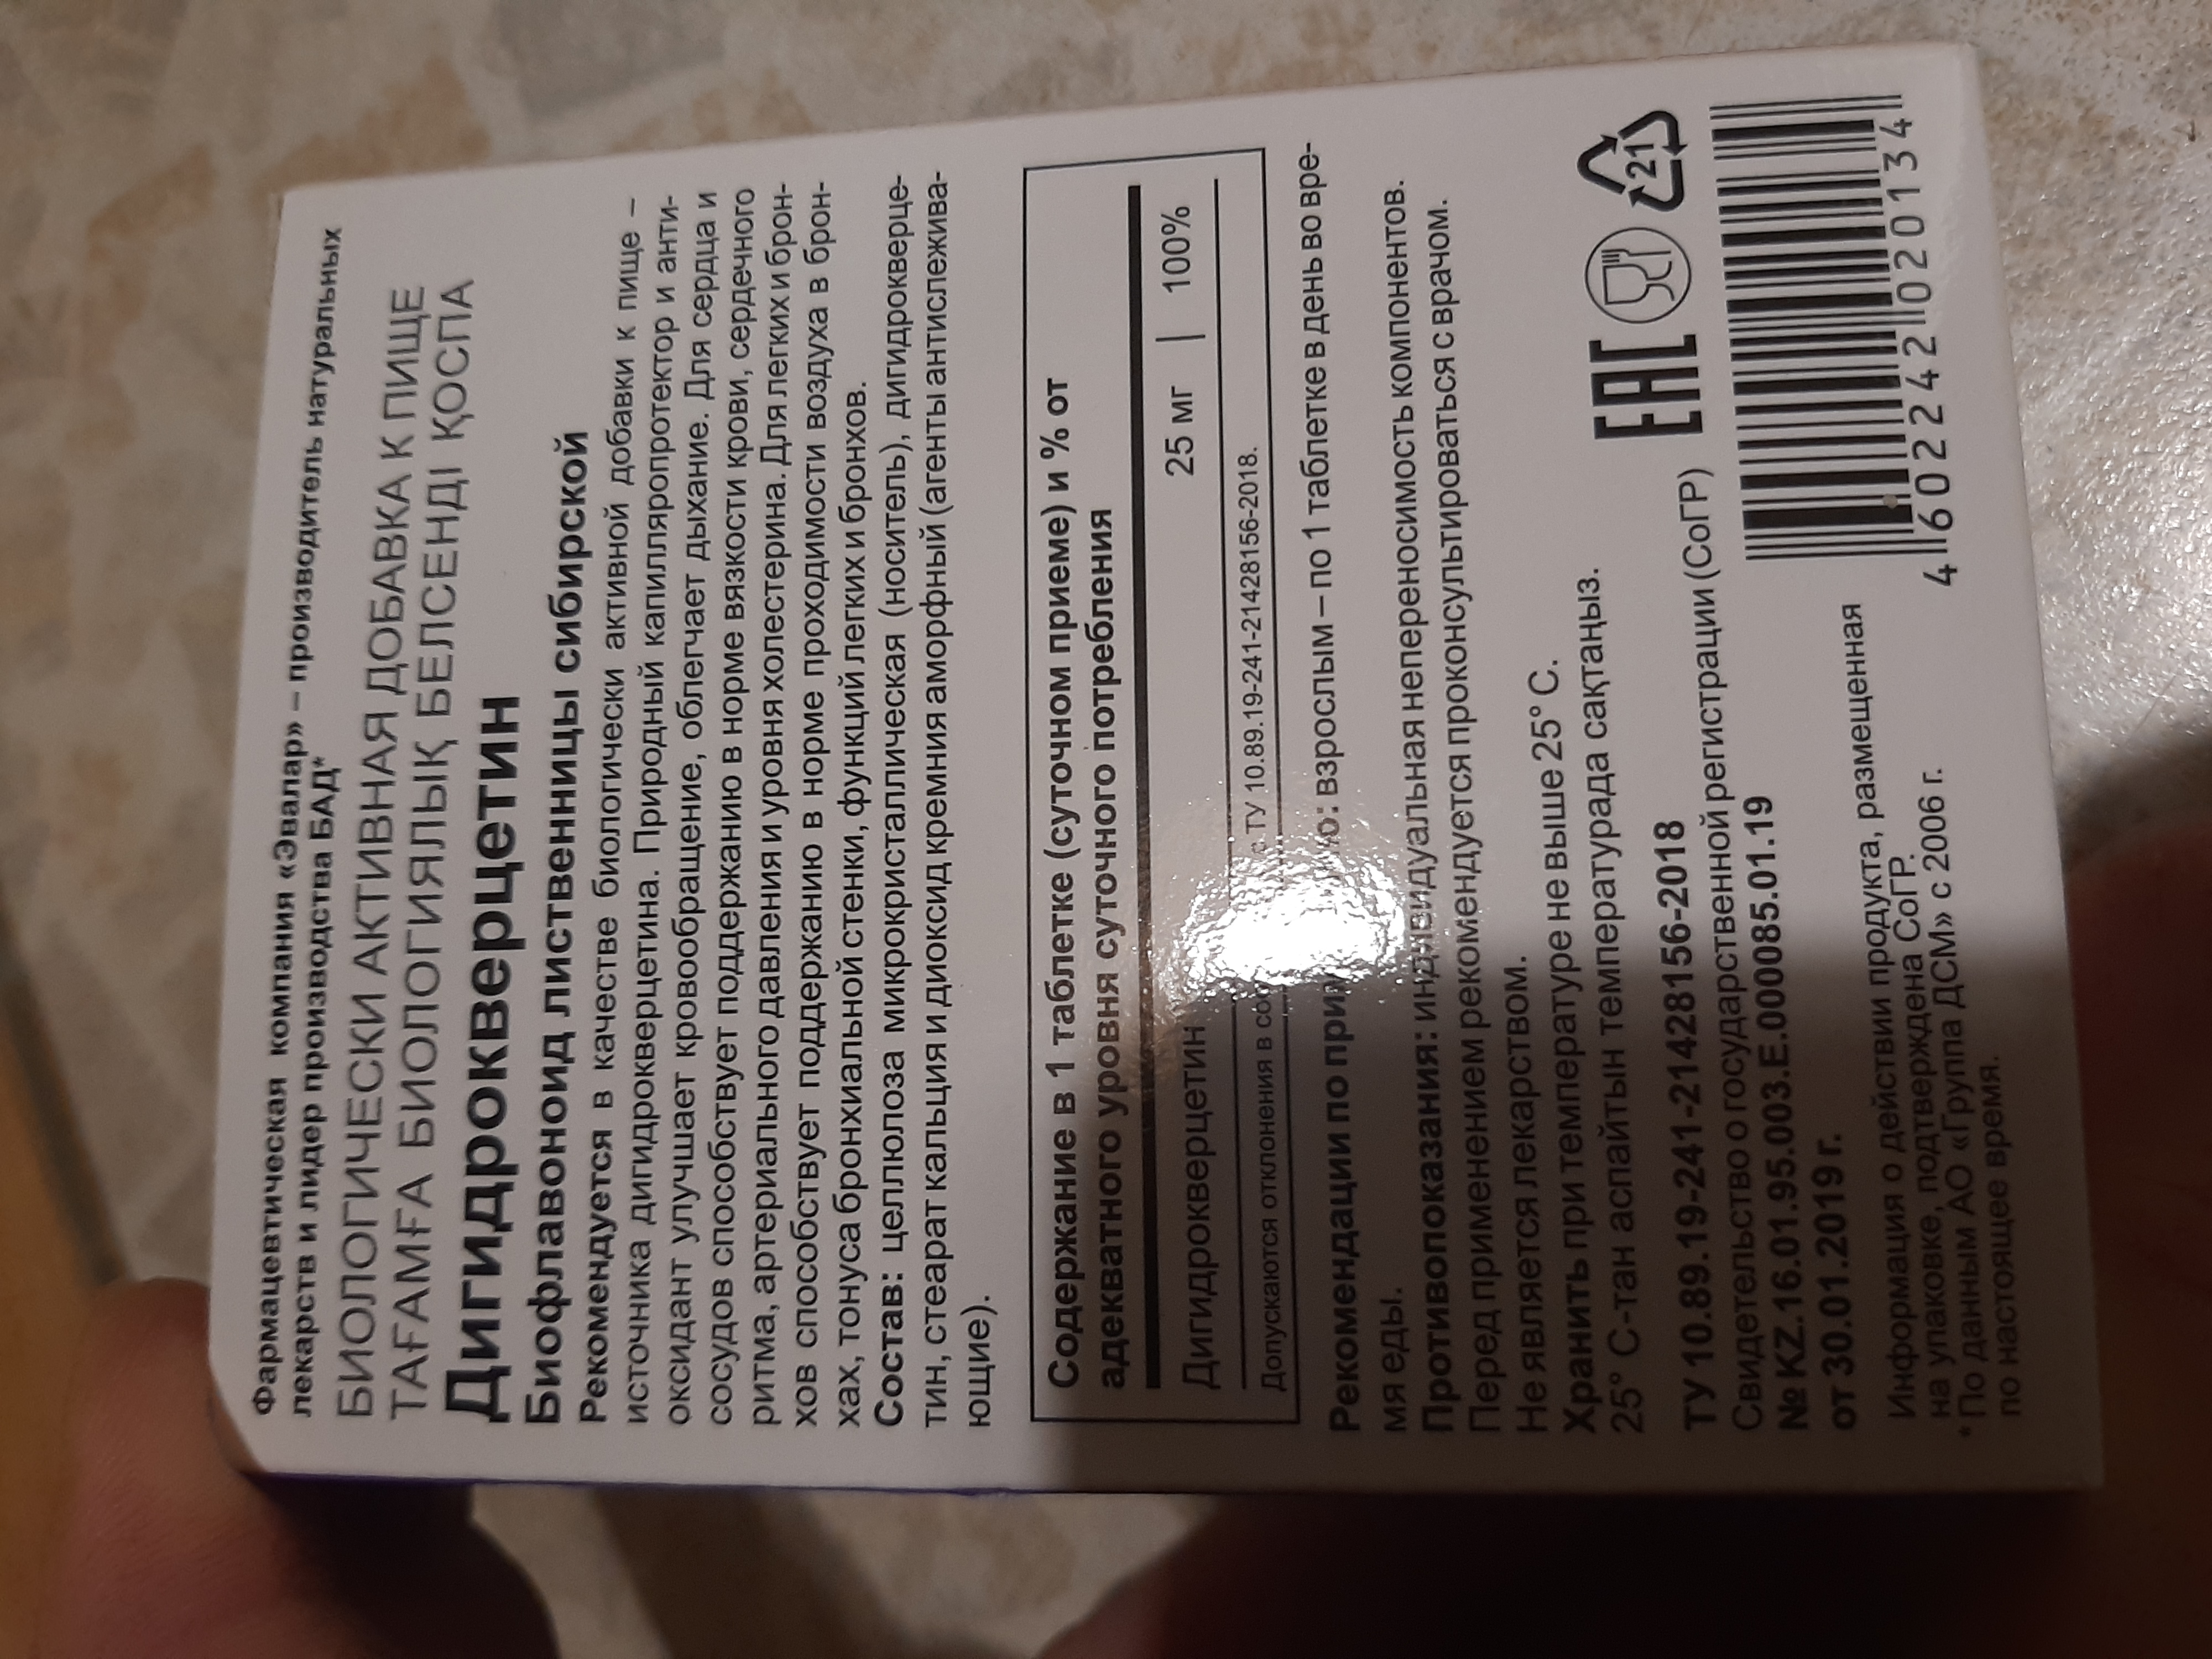 Фармацевтическая компания «Эвалар» – производитель натуральных
лекарств и лидер производства БАД*
БИОЛОГИЧЕСКИ АКТИВНАЯ ДОБАВКА К ПИЩЕ
ТАҒАМҒА БИОЛОГИЯЛЫҚ БЕЛСЕНДІ ҚОСПА
Дигидрокверцетин
Биофлавоноид лиственницы сибирской
Рекомендуется в качестве биологически активной добавки к пище –
источника дигидрокверцетина. Природный капилляропротектор и анти-
оксидант улучшает кровообращение, облегчает дыхание. Для сердца и
сосудов способствует поддержанию в норме вязкости крови, сердечного
ритма, артериального давления и уровня холестерина. Для легких и брон-
хов способствует поддержанию в норме проходимости воздуха в брон-
хах, тонуса бронхиальной стенки, функций легких и бронхов.
Состав: целлюлоза микрокристаллическая (носитель), дигидрокверце-
тин, стеарат кальция и диоксид кремния аморфный (агенты антислежива-
ющие).
Содержание в 1 таблетке (суточном приеме) и % от
адекватного уровня суточного потребления
Дигидрокверцетин 25 мг | 100%
Допускаются отклонения в с ТУ 10.89.19-241-21428156-2018.
Рекомендации по взрослым – по 1 таблетке в день во вре-
мя еды.
Противопоказания: индивидуальная непереносимость компонентов.
Перед применением рекомендуется проконсультироваться с врачом.
Не является лекарством.
Хранить при температуре не выше 25° С.
25° С-тан аспайтын температурада сақтаңыз.
ТУ 10.89.19-241-21428156-2018
Свидетельство о государственной регистрации (СоГР)
№ KZ.16.01.95.003.E.000085.01.19
от 30.01.2019 г.
EAC
21
Информация о действии продукта, размещенная
на упаковке, подтверждена СоГР.
* По данным АО «Группа ДСМ» с 2006 г.
по настоящее время.
4 602242 020134